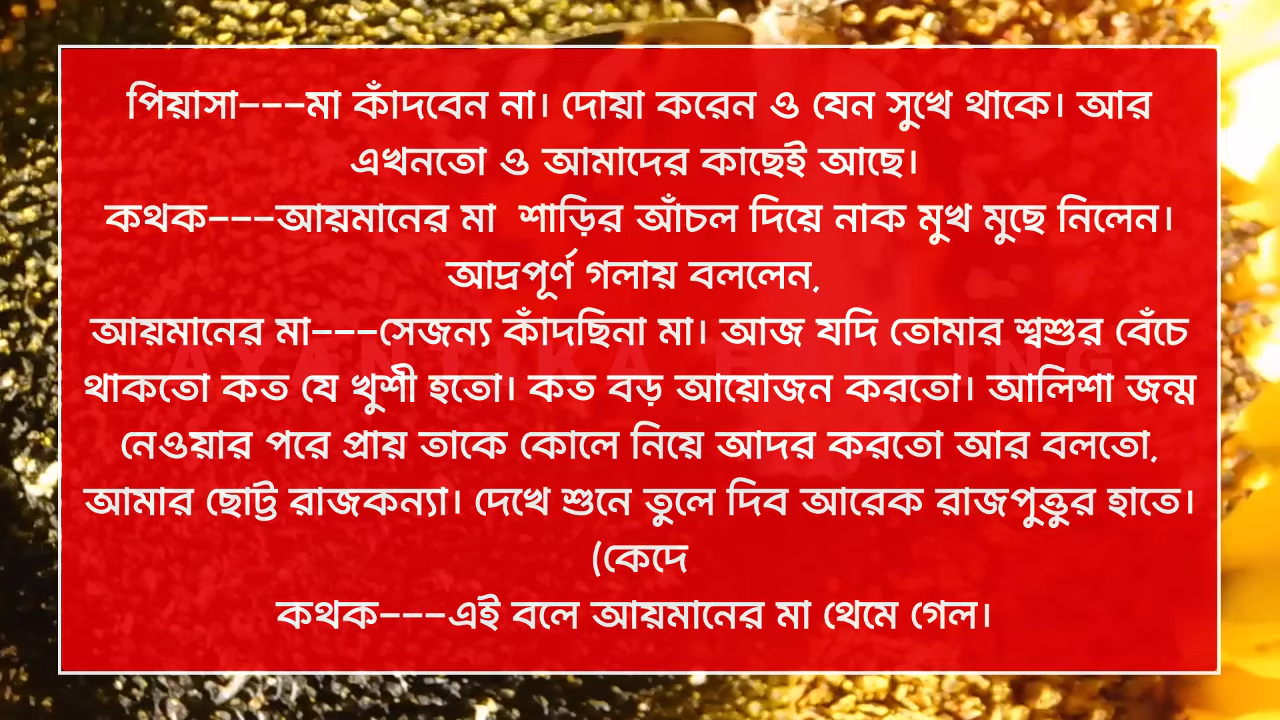 পিয়াসা---মা কাঁদবেন না। দোয়া করেন ও যেন সুখে থাকে। আর
এখনতো ও আমাদের কাছেই আছে।
কথক---আয়মানের মা শাড়ির আঁচল দিয়ে নাক মুখ মুছে নিলেন।
আদ্রপূর্ণ গলায় বললেন,
আয়মানের মা---সেজন্য কাঁদছিনা মা। আজ যদি তোমার শ্বশুর বেঁচে
থাকতো কত যে খুশী হতো। কত বড় আয়োজন করতো। আলিশা জন্ম
নেওয়ার পরে প্রায় তাকে কোলে নিয়ে আদর করতো আর বলতো,
আমার ছোট্ট রাজকন্যা। দেখে শুনে তুলে দিব আরেক রাজপুত্তুর হাতে।
(কেদে
কথক---এই বলে আয়মানের মা থেমে গেল।